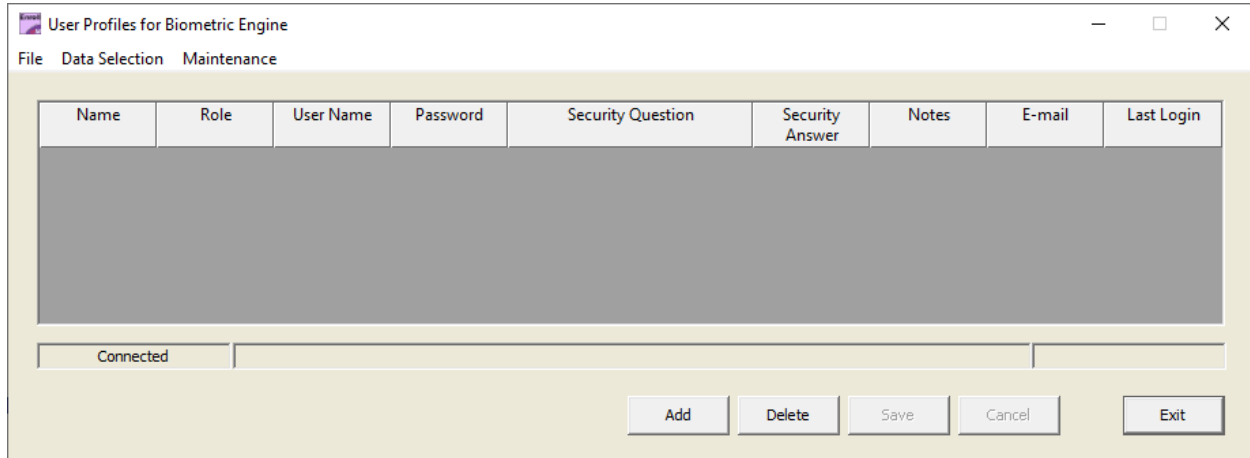 User Profiles for Biometric Engine
File Data Selection Maintenance
Name Role User Name Password Security Question Security Answer Notes E-mail Last Login
Connected
Add Delete Save Cancel Exit